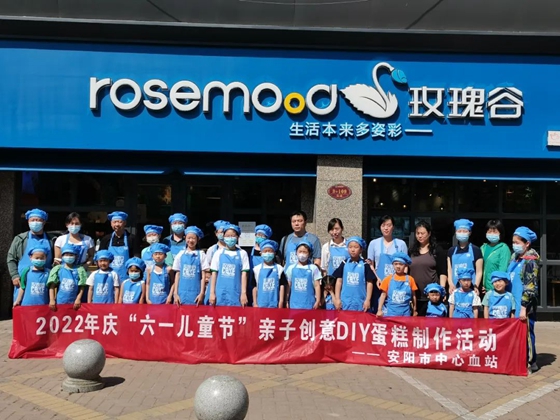 rosemood 玫瑰谷
生活本来多姿彩一
2022年庆“六一儿童节”亲子创意DIY蛋糕制作活动
—— 安阳市中心血站